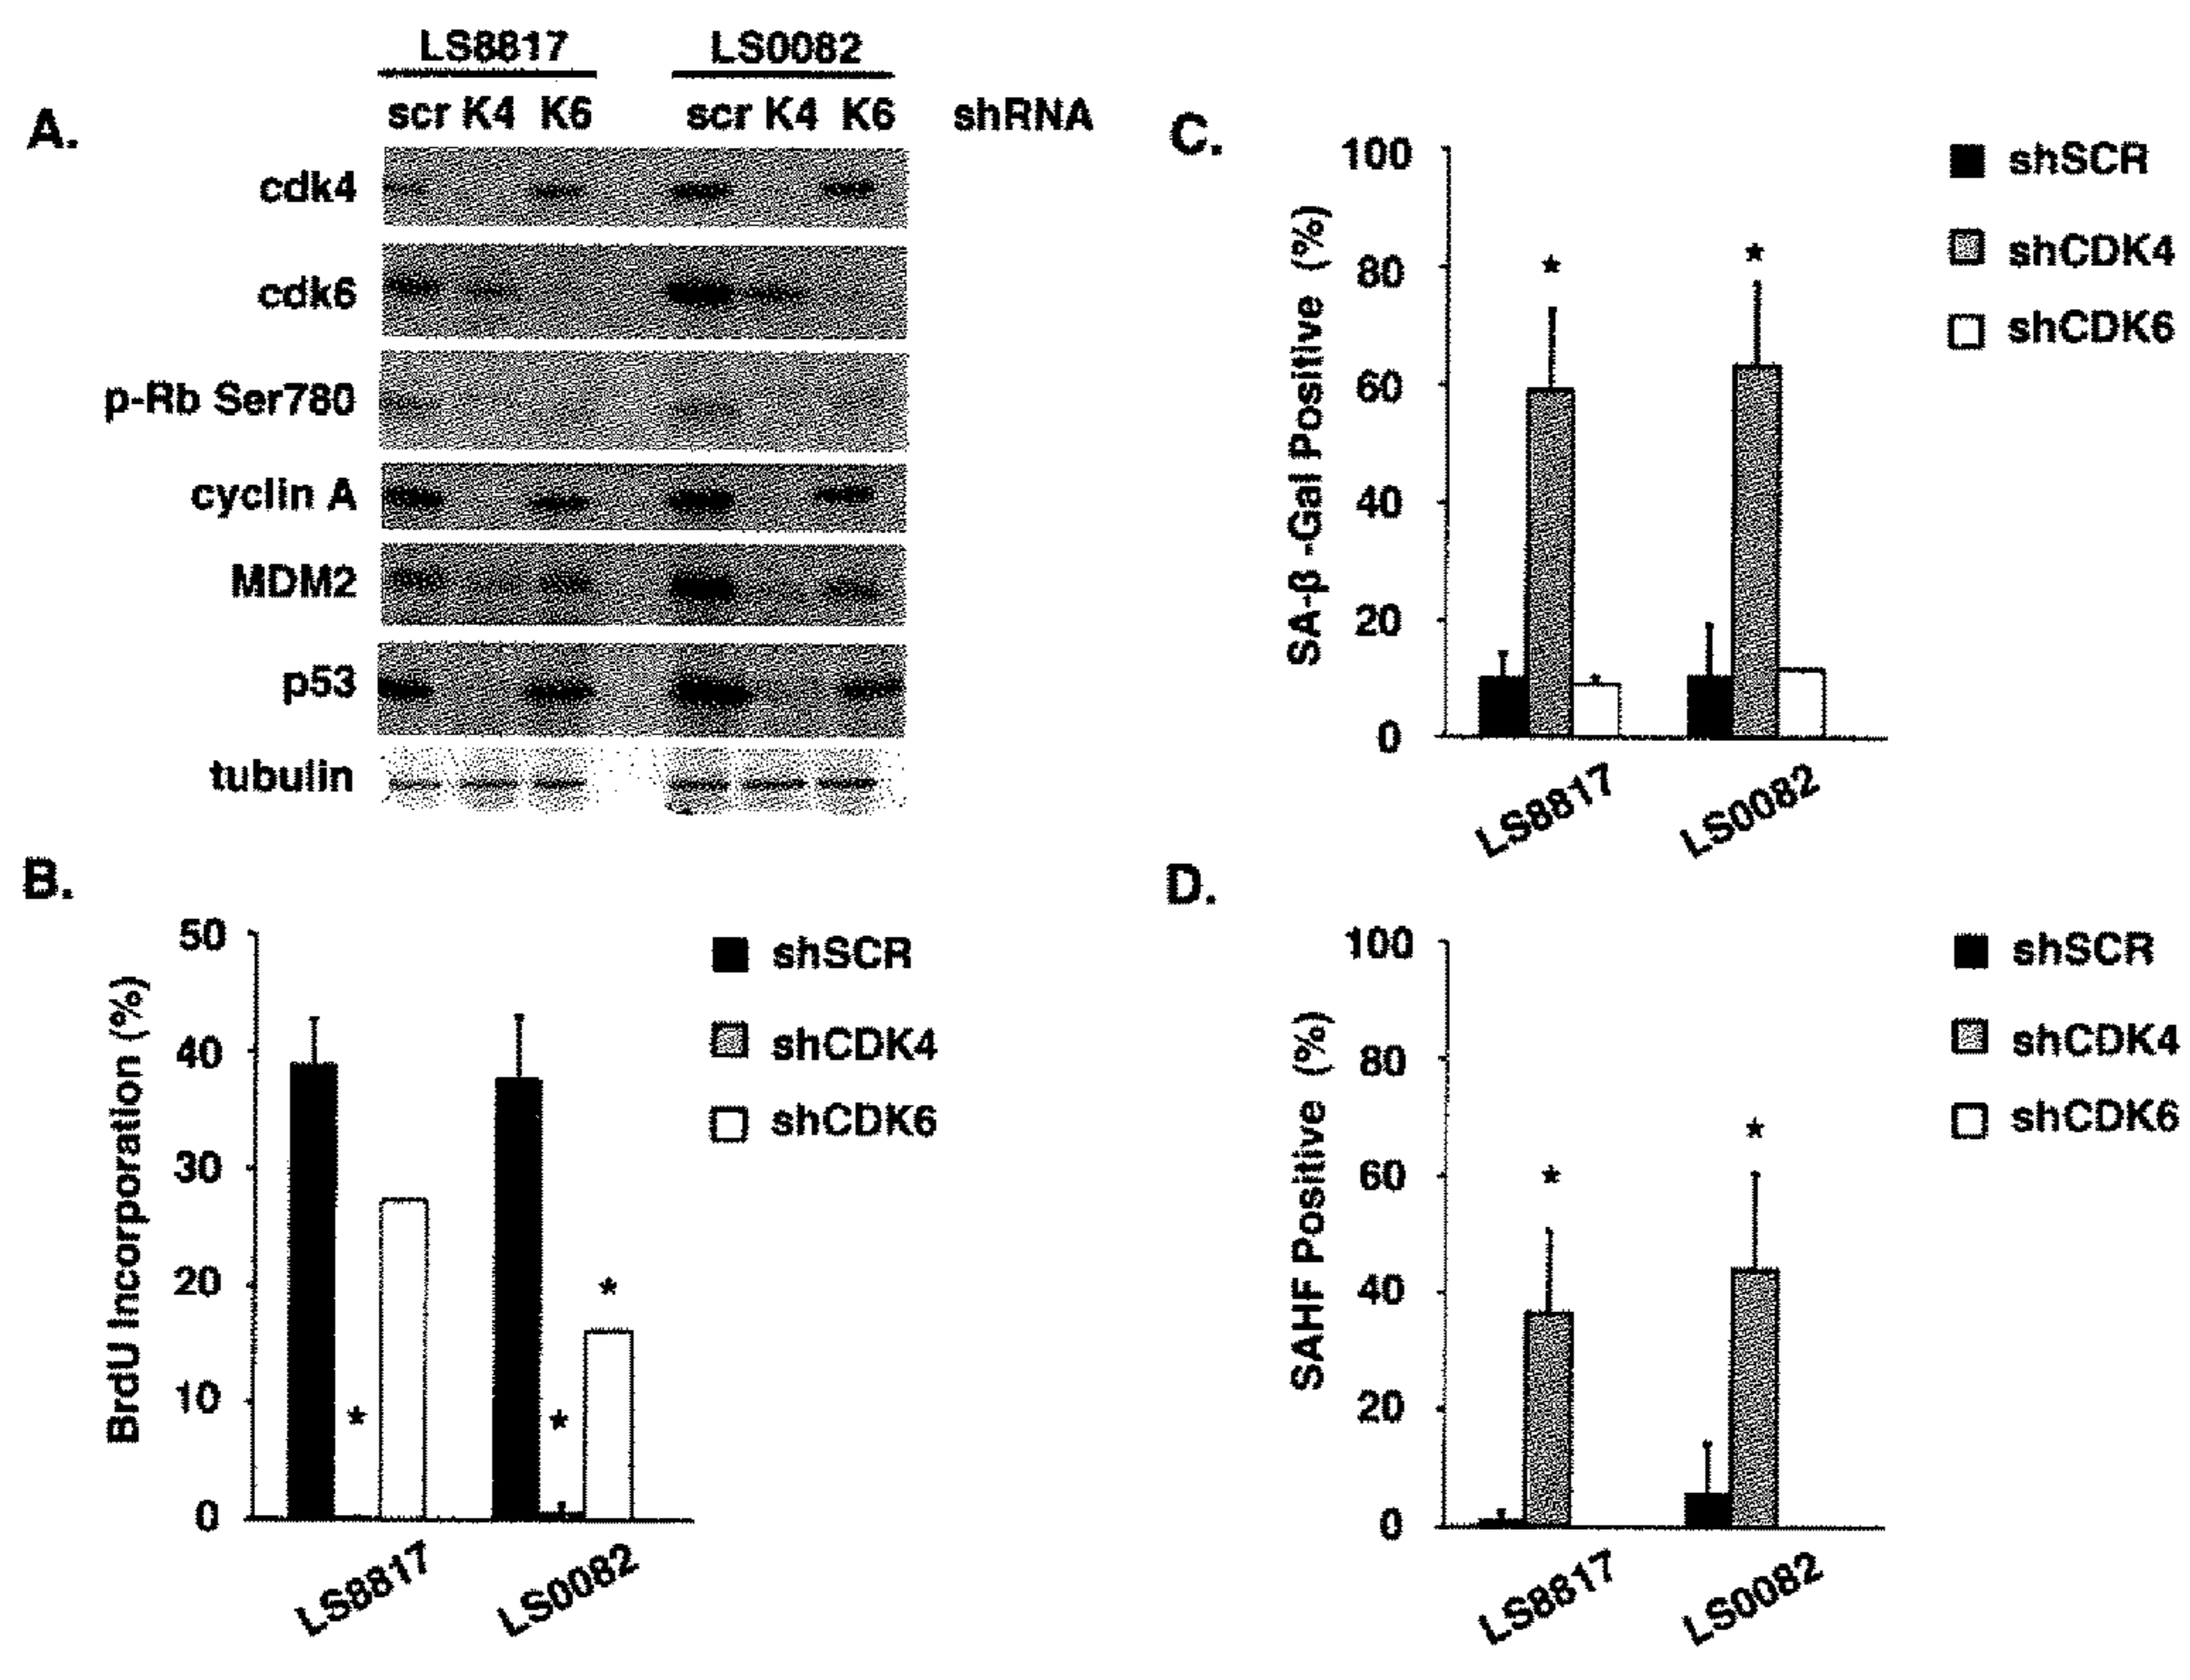 A.
LS8817 LS0082
scr K4 K6 scr K4 K6 shRNA
cdk4
cdk6
p-Rb Ser780
cyclin A
MDM2
p53
tubulin
B.
BrdU Incorporation (%)
50
40
30
20
10
0
* * *
LS8817 LS0082
shSCR
shCDK4
shCDK6
C.
SA-β -Gal Positive (%)
100
80
60
40
20
0
* *
LS8817 LS0082
shSCR
shCDK4
shCDK6
D.
SAHF Positive (%)
100
80
60
40
20
0
* *
LS8817 LS0082
shSCR
shCDK4
shCDK6